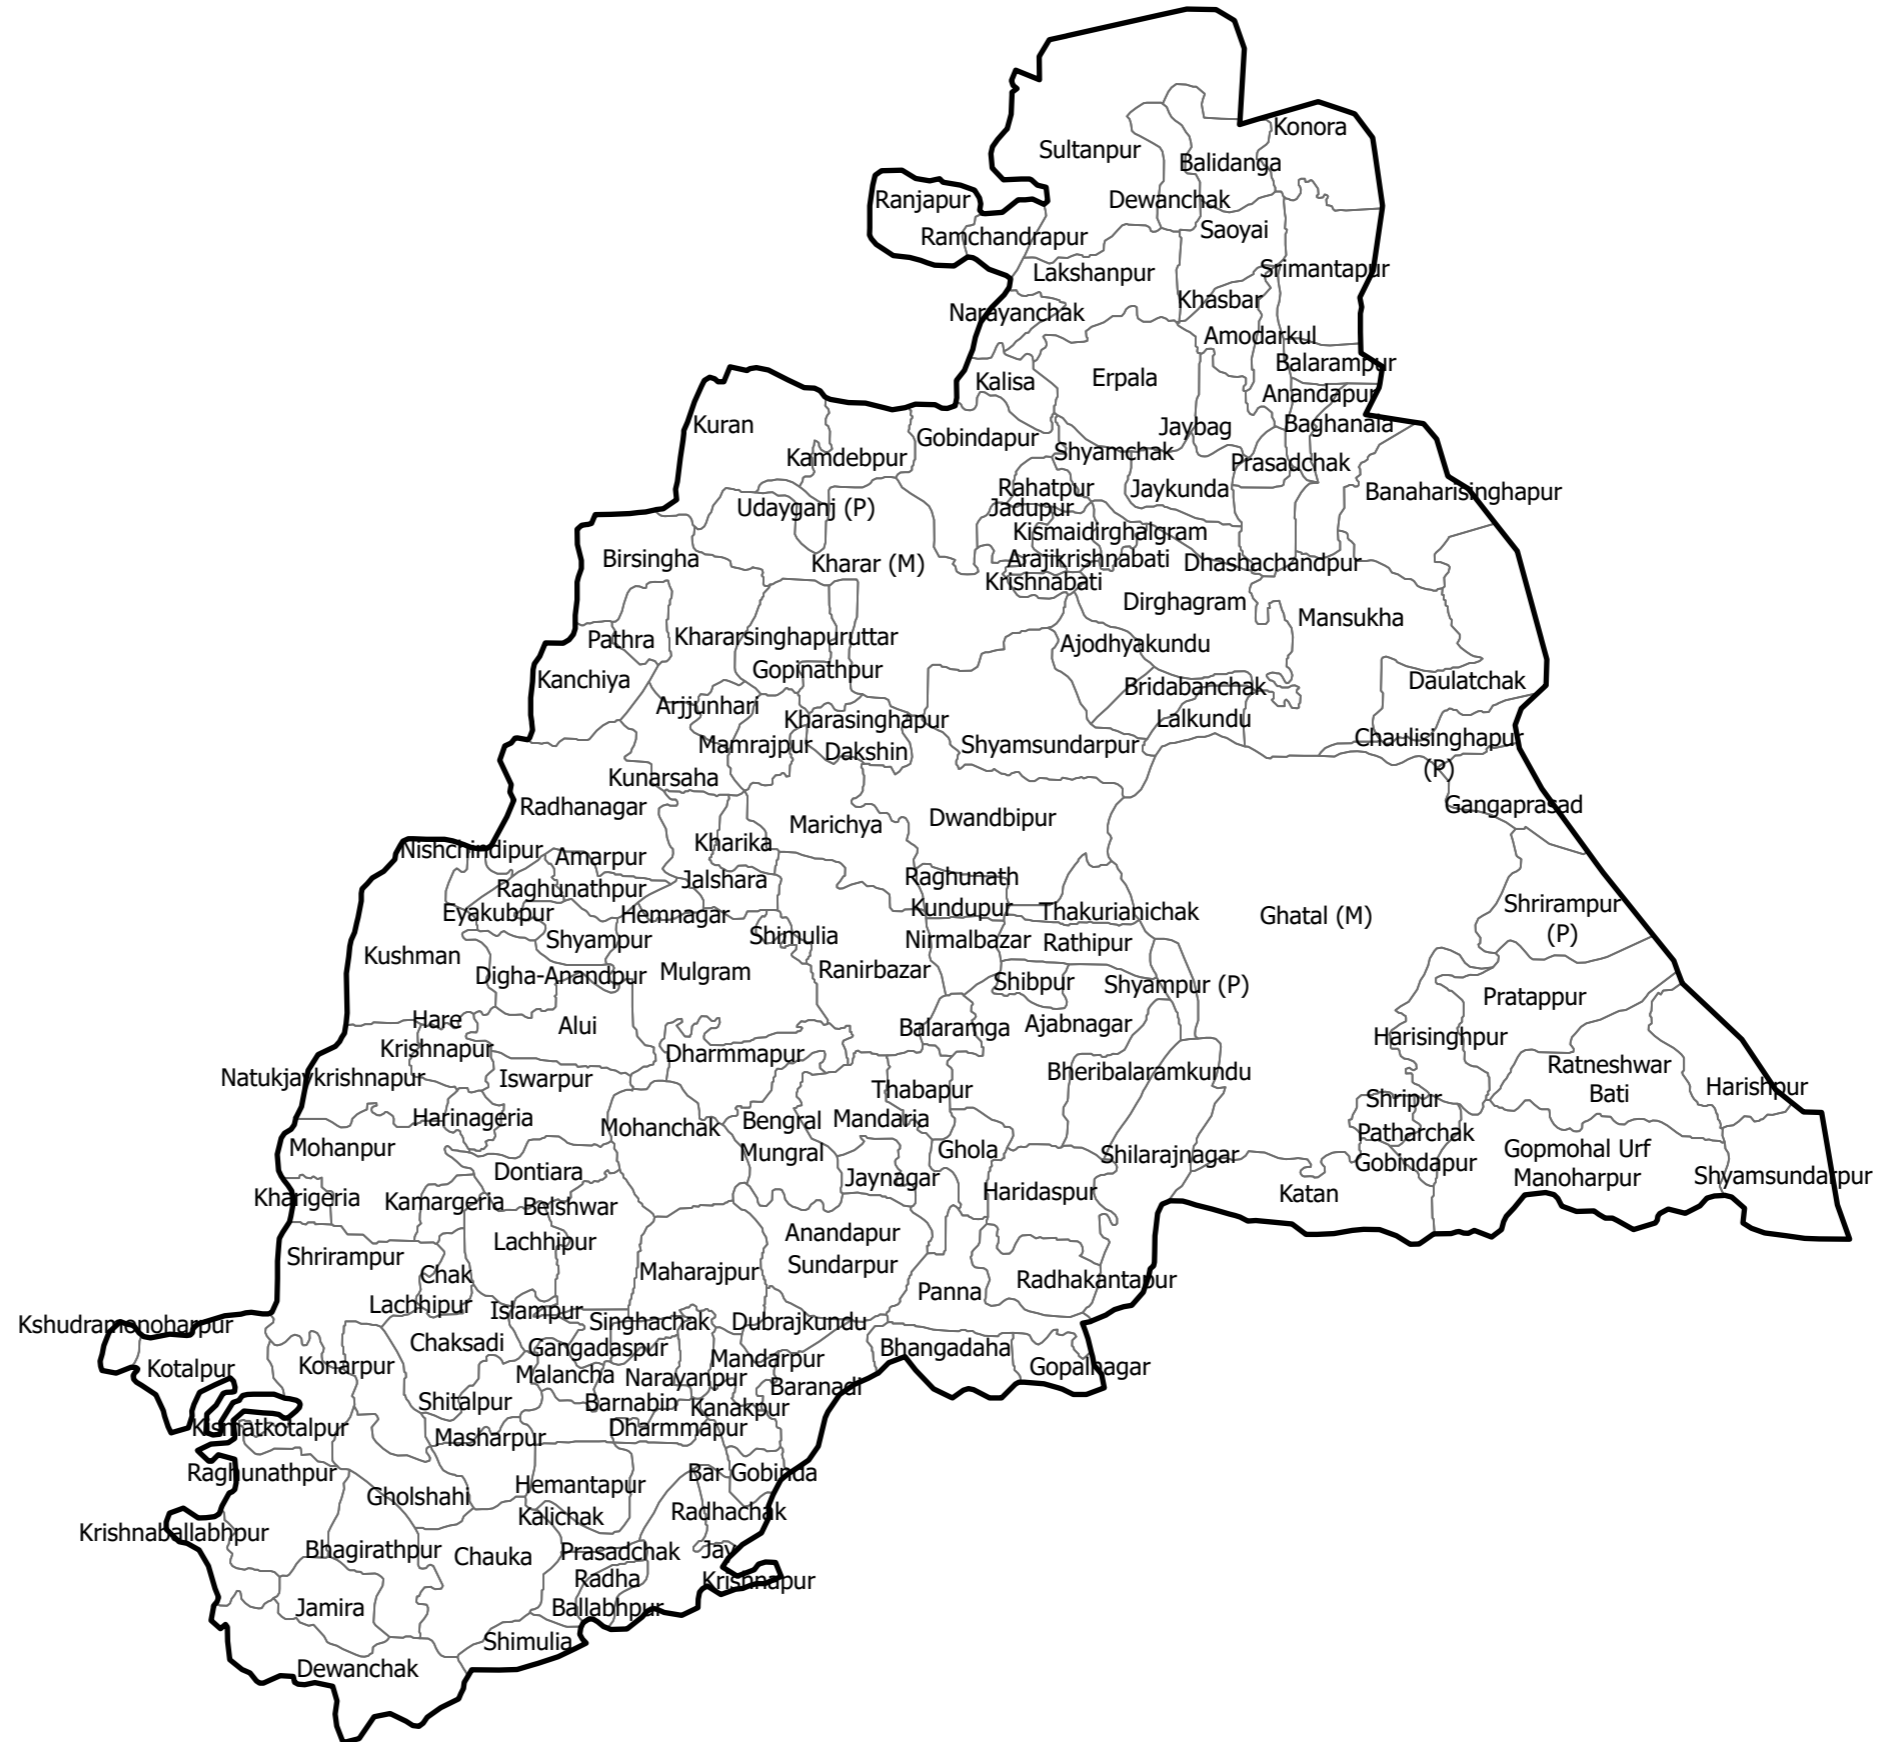 Konora
Sultanpur
Balidanga
Ranjapur
Dewanchak
Saoyai
Ramchandrapur
Lakshanpur
Srimantapur
Khasbar
Narayanchak
Amodarkul
Balarampur
Kalisa
Erpala
Anandapur
Kuran
Baghanala
Jaybag
Gobindapur
Shyamchak
Kamdebpur
Prasadchak
Rahatpur
Jaykunda
Banaharisinghapur
Udayganj (P)
Jadupur
Kismaidirghalgram
Birsingha
Kharar (M)
Arajikrishnabati
Dhashachandpur
Krishnabati
Dirghagram
Mansukha
Pathra
Khararsinghapuruttar
Ajodhyakundu
Gopinathpur
Kanchiya
Bridabanchak
Daulatchak
Arjjunhari
Kharasinghapur
Dakshin
Lalkundu
Mamrajpur
Shyamsundarpur
Chaulisinghapur
(P)
Kunarsaha
Radhanagar
Gangaprasad
Marichya
Dwandbipur
Kharika
Nishchindipur
Amarpur
Raghunathpur
Jalshara
Raghunath
Kundupur
Eyakubpur
Hemnagar
Thakurianichak
Ghatal (M)
Shrirampur
(P)
Shyampur
Shimulia
Nirmalbazar
Rathipur
Kushman
Digha-Anandpur
Mulgram
Ranirbazar
Shibpur
Shyampur (P)
Pratappur
Hare
Krishnapur
Alui
Balaramga
Ajabnagar
Harisinghpur
Dharmmapur
Natukjaykrishnapur
Iswarpur
Bheribalaramkundu
Ratneshwar
Bati
Harishpur
Thabapur
Shripur
Harinageria
Mohanchak
Bengral
Mungral
Mandaria
Patharchak
Mohanpur
Ghola
Shilarajnagar
Gobindapur
Gopmohal Urf
Manoharpur
Dontiara
Jaynagar
Shyamsundarpur
Kharigeria
Kamargeria
Belshwar
Haridaspur
Katan
Lachhipur
Anandapur
Sundarpur
Shrirampur
Chak
Lachhipur
Maharajpur
Radhakantapur
Panna
Islampur
Kshudramonoharpur
Singhachak
Dubrajkundu
Chaksadi
Gangadaspur
Bhangadaha
Kotalpur
Konarpur
Mandarpur
Gopalnagar
Malancha
Narayanpur
Baranadi
Shitalpur
Barnabin
Kanakpur
Kismatkotalpur
Masharpur
Dharmmapur
Raghunathpur
Bar Gobinda
Hemantapur
Gholshahi
Radhachak
Kalichak
Krishnaballabhpur
Bhagirathpur
Chauka
Prasadchak
Jay
Krishnapur
Radha
Ballabhpur
Jamira
Shimulia
Dewanchak